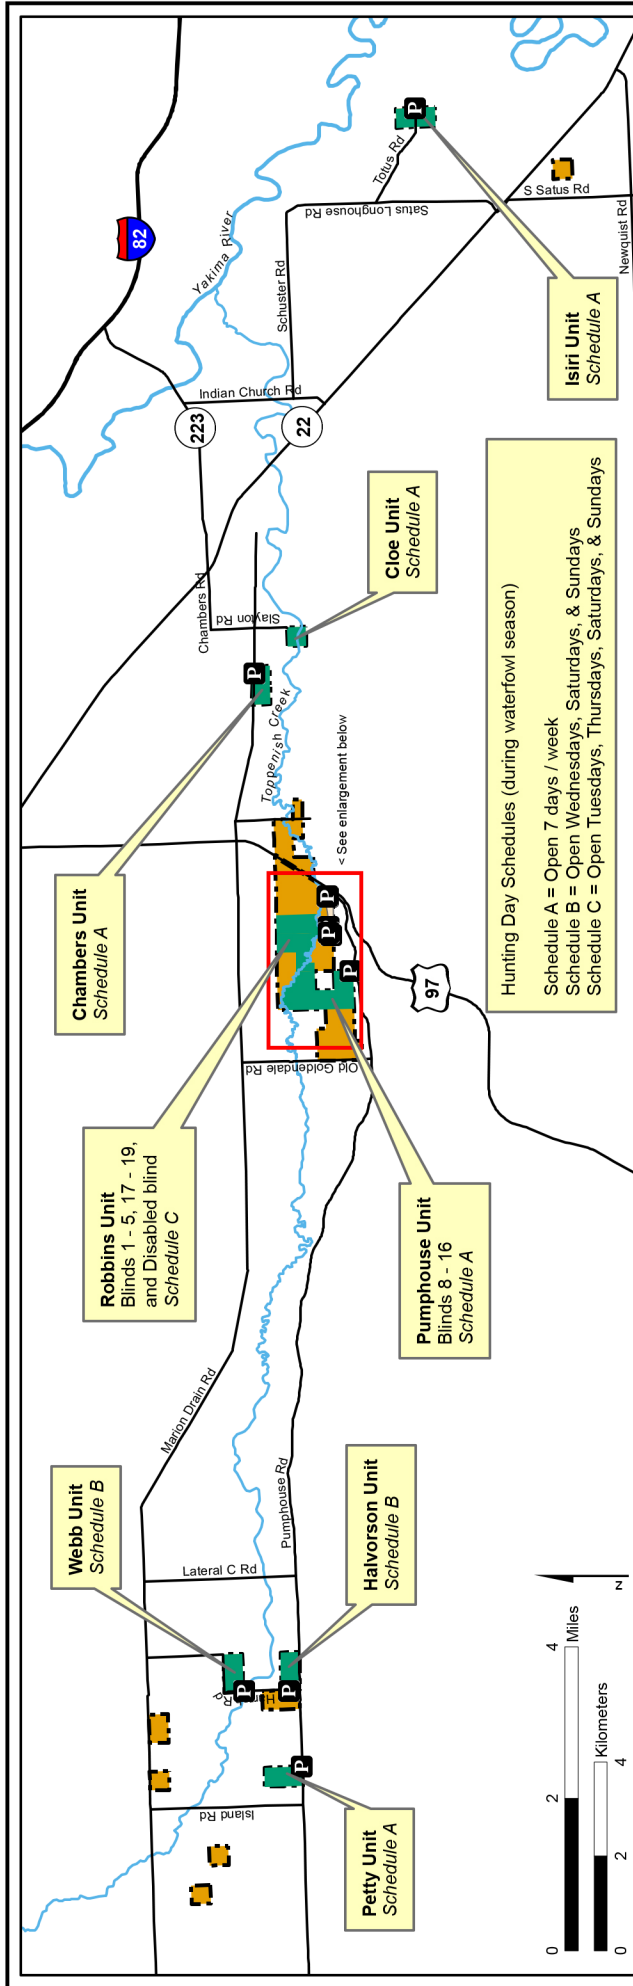 82
Yakima River
223
Indian Church Rd
22
Schuster Rd
Satus Longhouse Rd
Totus Rd
S Satus Rd
Newquist Rd
Isiri Unit
Schedule A
Chambers Rd
Slayton Rd
P
P
Cloe Unit
Schedule A
Chambers Unit
Schedule A
Toppenish Creek
< See enlargement below
Robbins Unit
Blinds 1 - 5, 17 - 19,
and Disabled blind
Schedule C
P
P
P
Old Goldendale Rd
97
Pumphouse Unit
Blinds 8 - 16
Schedule A
Marion Drain Rd
Webb Unit
Schedule B
Lateral C Rd
Pumphouse Rd
Halvorson Unit
Schedule B
P
Rd
P
P
Island Rd
Petty Unit
Schedule A
Hunting Day Schedules (during waterfowl season)
Schedule A = Open 7 days / week
Schedule B = Open Wednesdays, Saturdays, & Sundays
Schedule C = Open Tuesdays, Thursdays, Saturdays, & Sundays
0 2 4
Miles
Kilometers
0 2 4
N